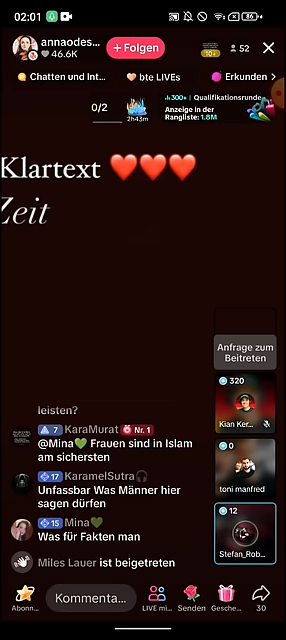 02:01
86
annaodes...
46.6K
+ Folgen
10+
52
Chatten und Int...
bte LIVEs
Erkunden
0/2
2h43m
300+ | Qualifikationsrunde
Anzeige in der
Rangliste: 1.8M
Klartext ❤️❤️❤️
Zeit
Anfrage zum
Beitreten
320
Kian Ker...
0
toni manfred
12
Stefan_Rob...
leisten?
7 KaraMurat Nr. 1
@Mina💚 Frauen sind in Islam
am sichersten
17 KaramelSutra🎧
Unfassbar Was Männer hier
sagen dürfen
15 Mina💚
Was für Fakten man
Miles Lauer ist beigetreten
Abonn...
Kommenta...
LIVE mi...
Senden
Gesche...
30